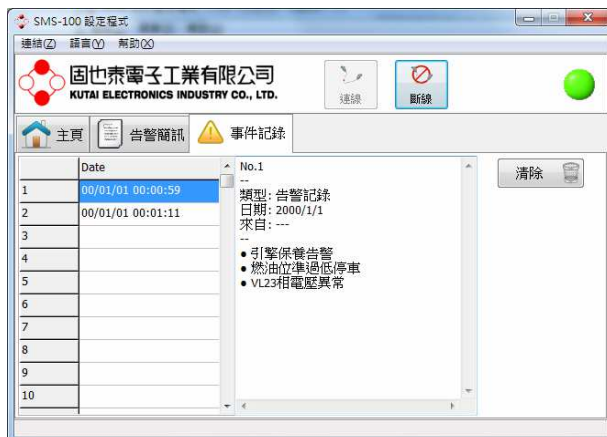 SMS-100 設定程式
連結(Z) 語言(Y) 幫助(X)
固也泰電子工業有限公司
KUTAI ELECTRONICS INDUSTRY CO., LTD.
連線
斷線
主頁
告警簡訊
事件記錄
Date
1 00/01/01 00:00:59
2 00/01/01 00:01:11
3
4
5
6
7
8
9
10
No.1
--
類型: 告警記錄
日期: 2000/1/1
來自: ---
--
● 引擎保養告警
● 燃油位準過低停車
● VL23相電壓異常
清除